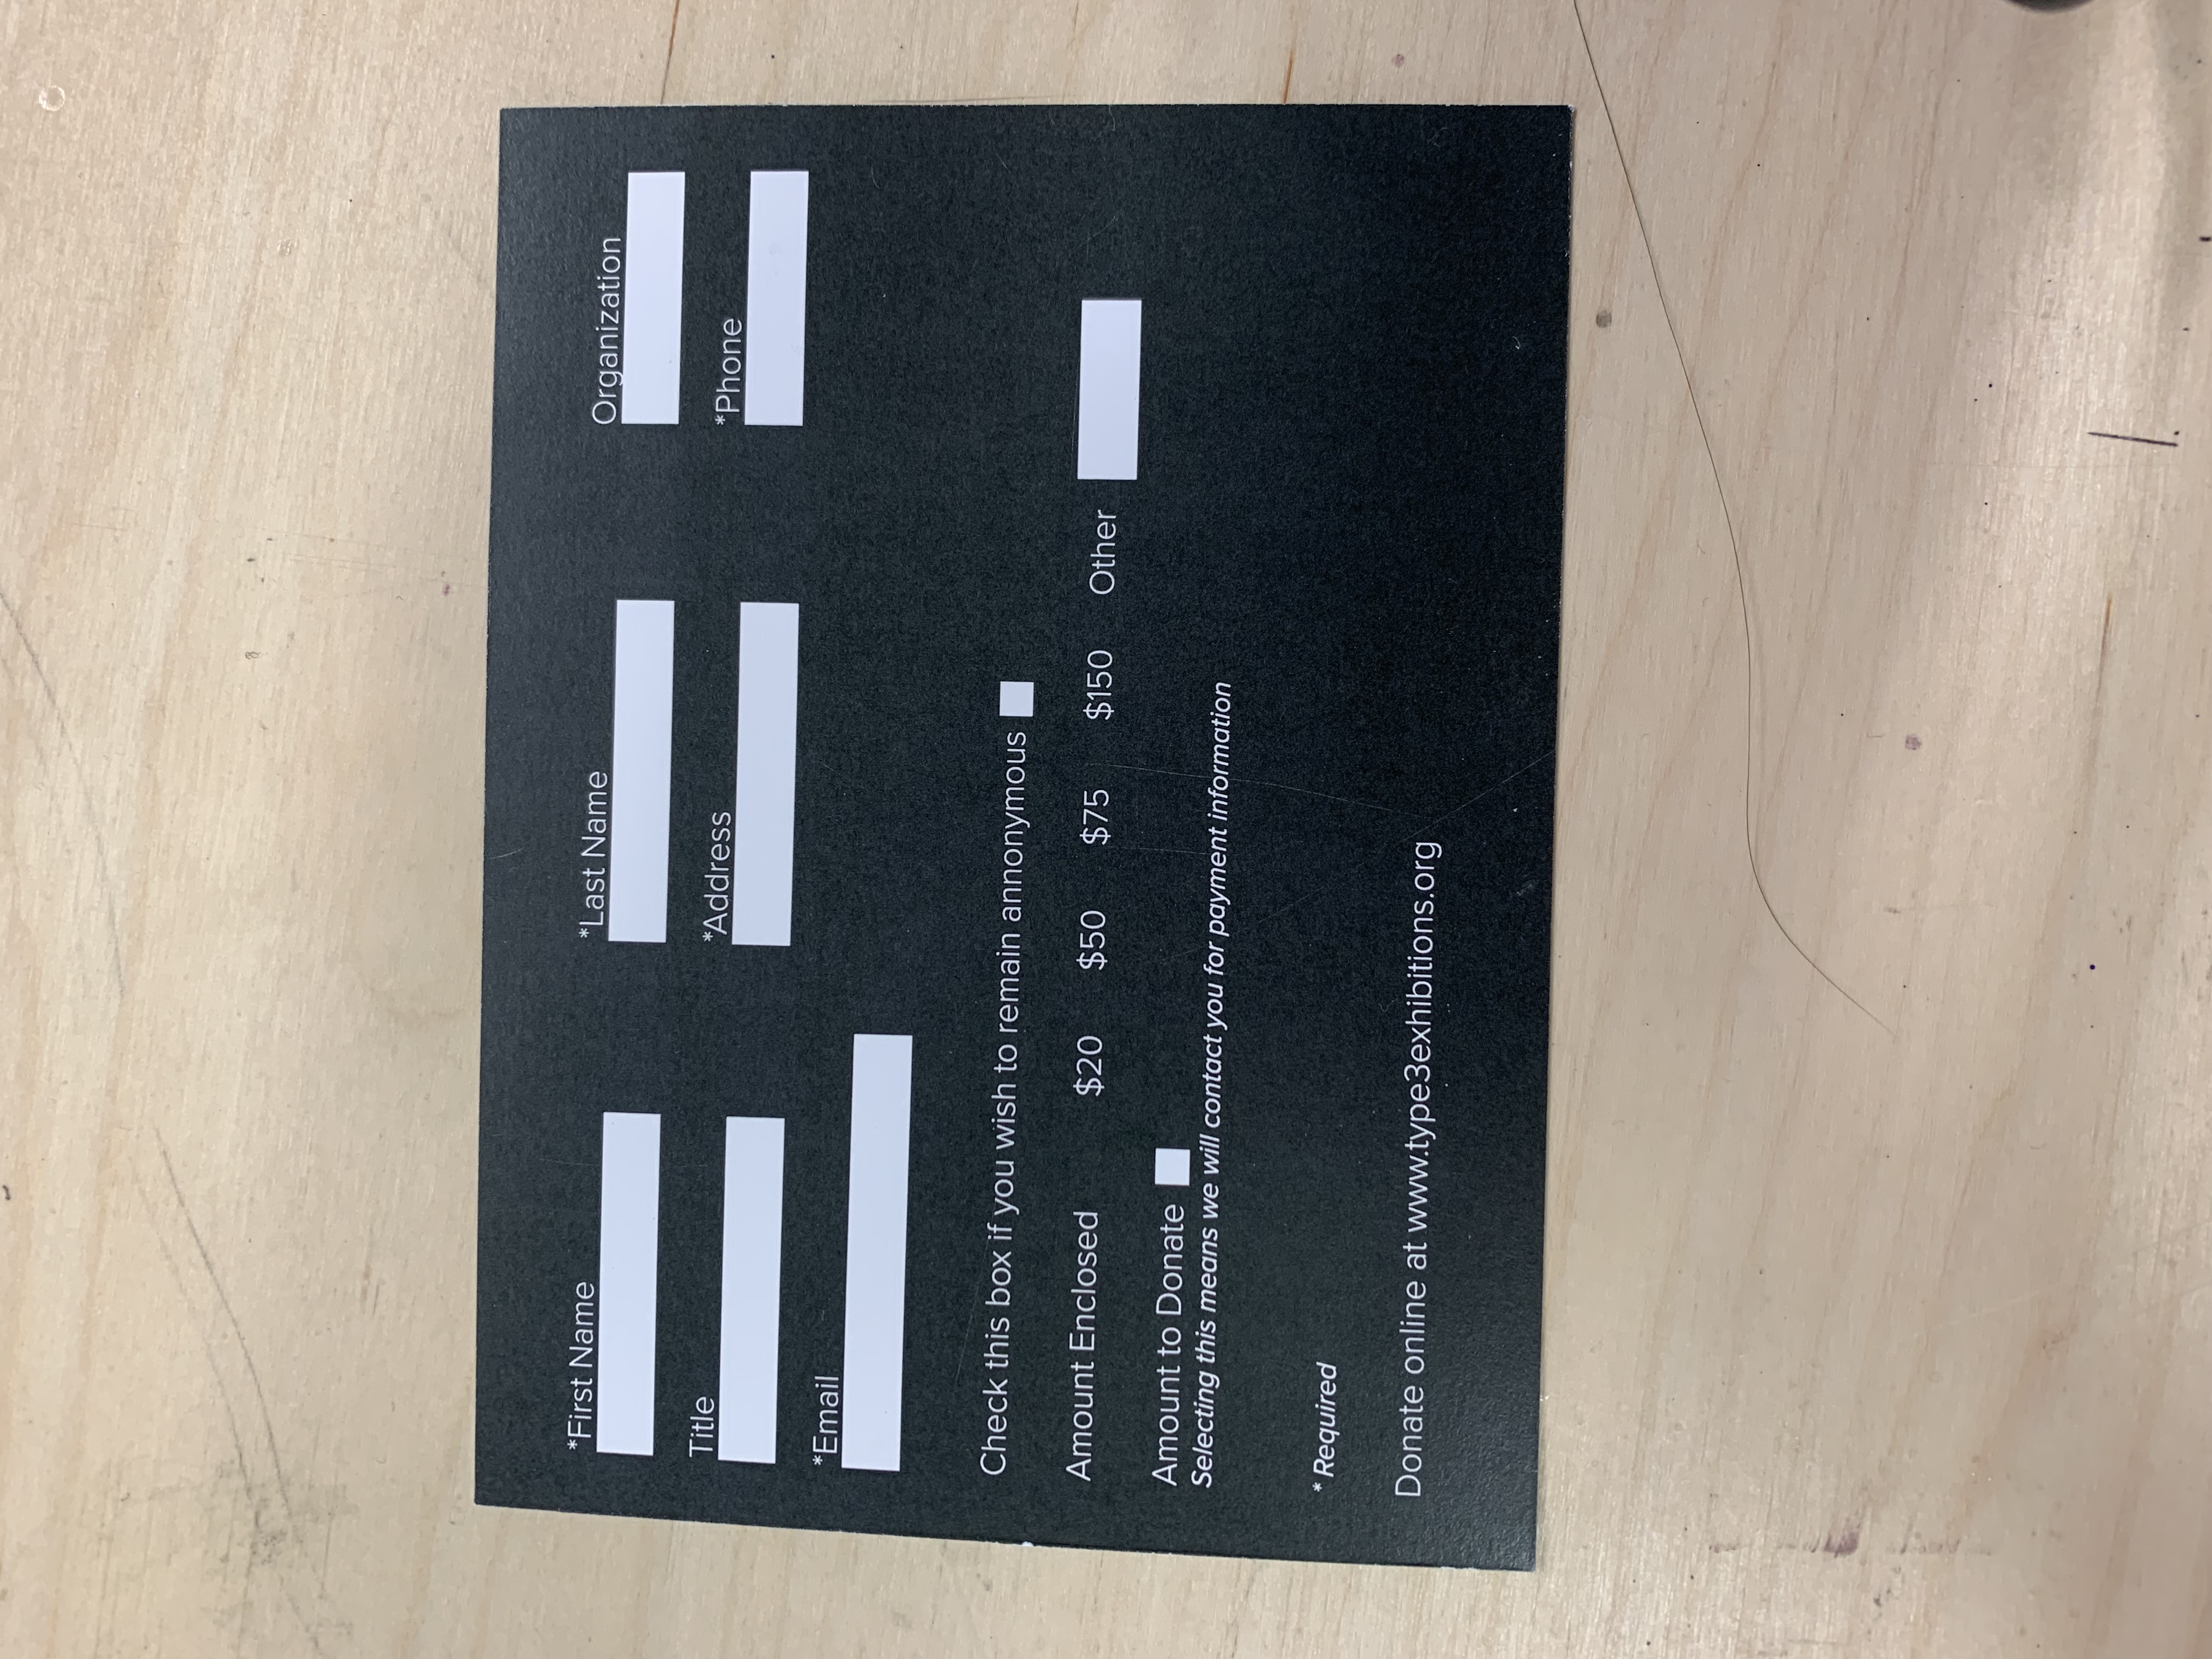 *First Name *Last Name Organization
Title *Address *Phone
*Email
Check this box if you wish to remain annonymous
Amount Enclosed $20 $50 $75 $150 Other
Amount to Donate
Selecting this means we will contact you for payment information
* Required
Donate online at www.type3exhibitions.org